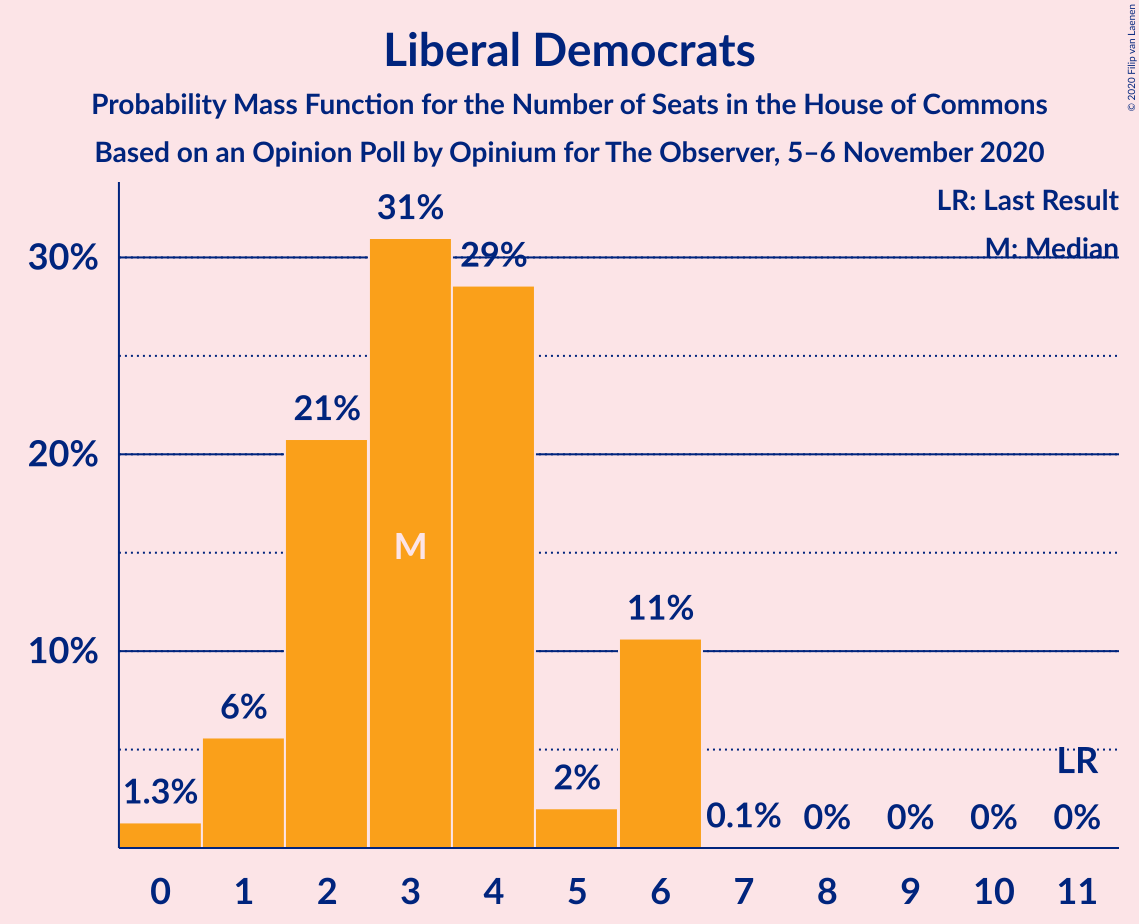 © 2020 Filip van Laenen
Liberal Democrats
Probability Mass Function for the Number of Seats in the House of Commons
Based on an Opinion Poll by Opinium for The Observer, 5–6 November 2020
LR: Last Result
M: Median
31%
30%
29%
21%
20%
M
11%
10%
6%
LR
1.3%
2%
0.1%
0%
0%
0%
0%
0 1 2 3 4 5 6 7 8 9 10 11